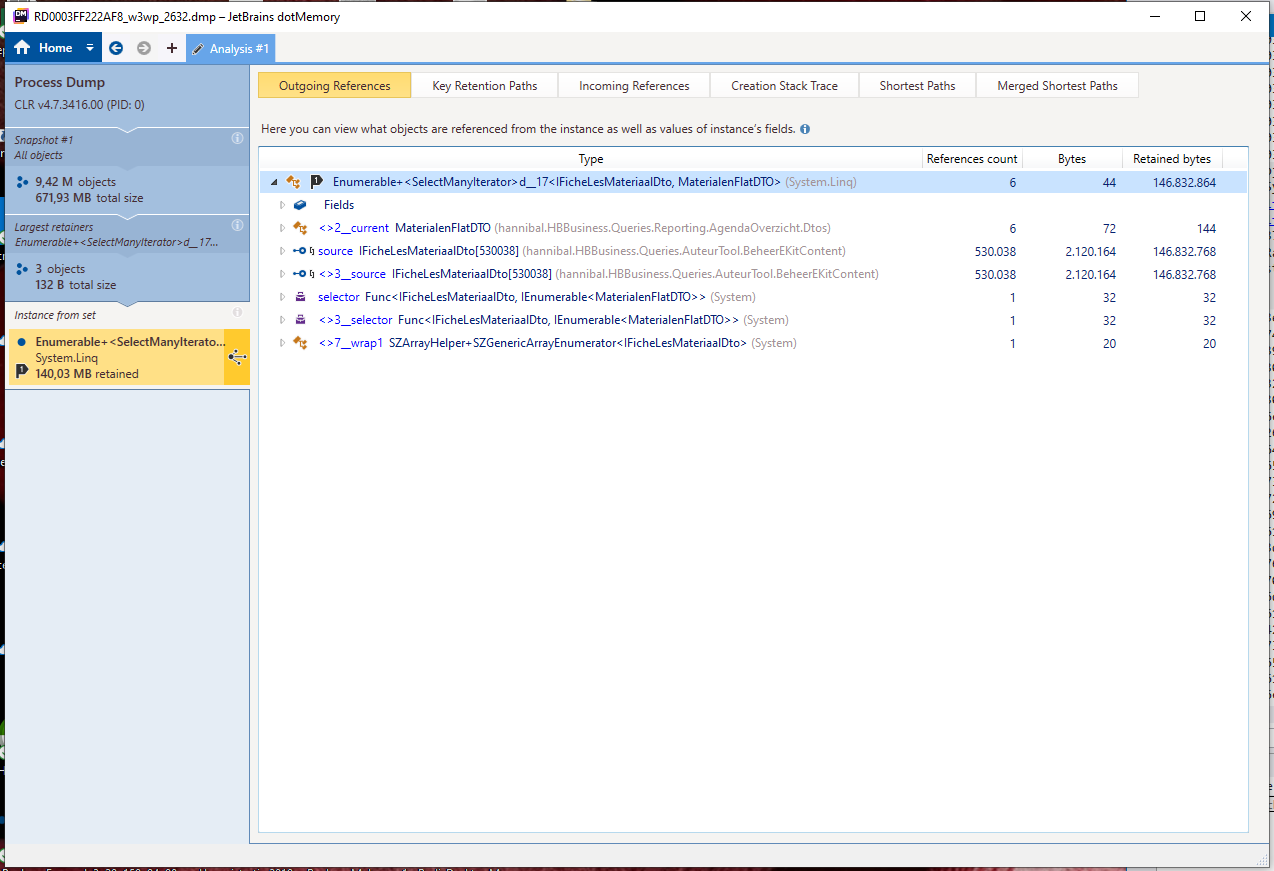 RD0003FF222AF8_w3wp_2632.dmp – JetBrains dotMemory
Home
Analysis #1
Process Dump
CLR v4.7.3416.00 (PID: 0)
Snapshot #1
All objects
9,42 M objects
671,93 MB total size
Largest retainers
Enumerable+<SelectManyIterator>d__17...
3 objects
132 B total size
Instance from set
Enumerable+<SelectManyIterato...
System.Linq
1
140,03 MB retained
Outgoing References Key Retention Paths Incoming References Creation Stack Trace Shortest Paths Merged Shortest Paths
Here you can view what objects are referenced from the instance as well as values of instance's fields.
Type References count Bytes Retained bytes
1 Enumerable+<SelectManyIterator>d__17<IFicheLesMateriaalDto, MaterialenFlatDTO> (System.Linq) 6 44 146.832.864
Fields
<>2__current MaterialenFlatDTO (hannibal.HBBusiness.Queries.Reporting.AgendaOverzicht.Dtos) 6 72 144
source IFicheLesMateriaalDto[530038] (hannibal.HBBusiness.Queries.AuteurTool.BeheerEKitContent) 530.038 2.120.164 146.832.768
<>3__source IFicheLesMateriaalDto[530038] (hannibal.HBBusiness.Queries.AuteurTool.BeheerEKitContent) 530.038 2.120.164 146.832.768
selector Func<IFicheLesMateriaalDto, IEnumerable<MaterialenFlatDTO>> (System) 1 32 32
<>3__selector Func<IFicheLesMateriaalDto, IEnumerable<MaterialenFlatDTO>> (System) 1 32 32
<>7__wrap1 SZArrayHelper+SZGenericArrayEnumerator<IFicheLesMateriaalDto> (System) 1 20 20